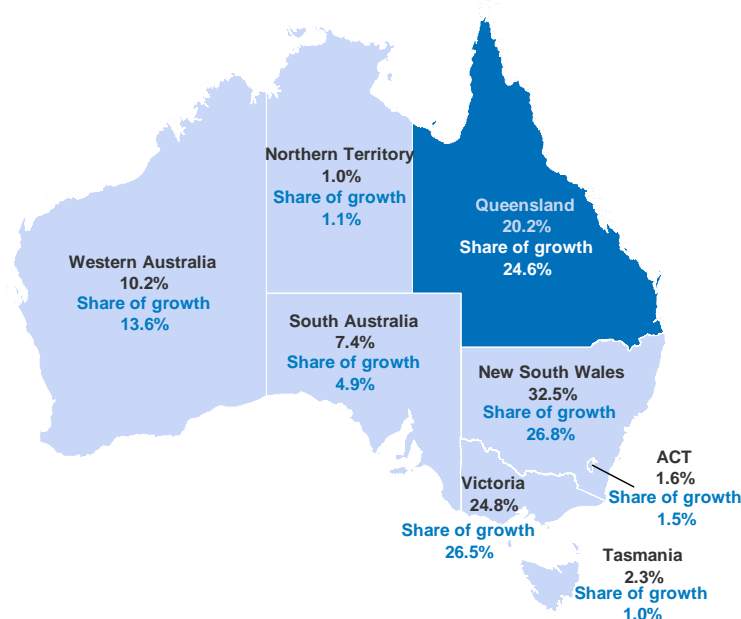 Northern Territory
1.0%
Share of growth
1.1%
Queensland
20.2%
Share of growth
24.6%
Western Australia
10.2%
Share of growth
13.6%
South Australia
7.4%
Share of growth
4.9%
New South Wales
32.5%
Share of growth
26.8%
ACT
1.6%
Share of growth
1.5%
Victoria
24.8%
Share of growth
26.5%
Tasmania
2.3%
Share of growth
1.0%